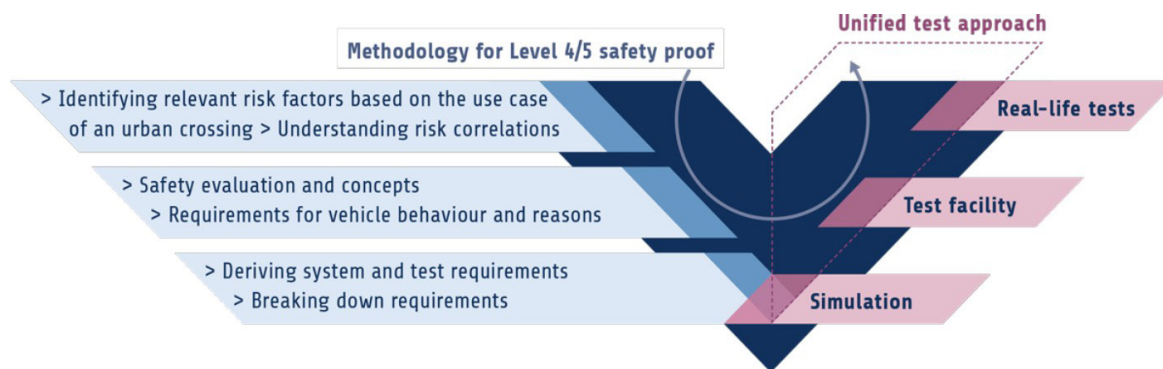 Unified test approach
Methodology for Level 4/5 safety proof
> Identifying relevant risk factors based on the use case
of an urban crossing > Understanding risk correlations
Real-life tests
> Safety evaluation and concepts
> Requirements for vehicle behaviour and reasons
Test facility
> Deriving system and test requirements
> Breaking down requirements
Simulation